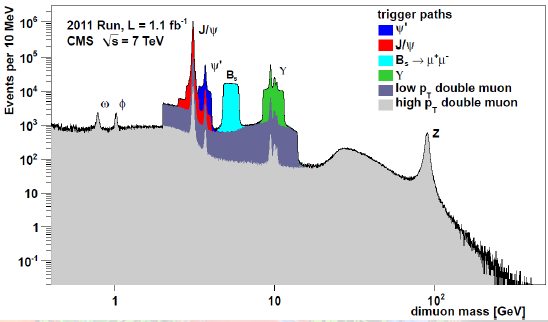 2011 Run, L = 1.1 fb⁻¹
CMS √s = 7 TeV
trigger paths
ψ'
J/ψ
Bs → μ⁺μ⁻
Υ
low pT double muon
high pT double muon
J/ψ
ψ'
Bs
Υ
ω
ϕ
Z
Events per 10 MeV
10⁶
10⁵
10⁴
10³
10²
10
1
10⁻¹
1
10
10²
dimuon mass [GeV]